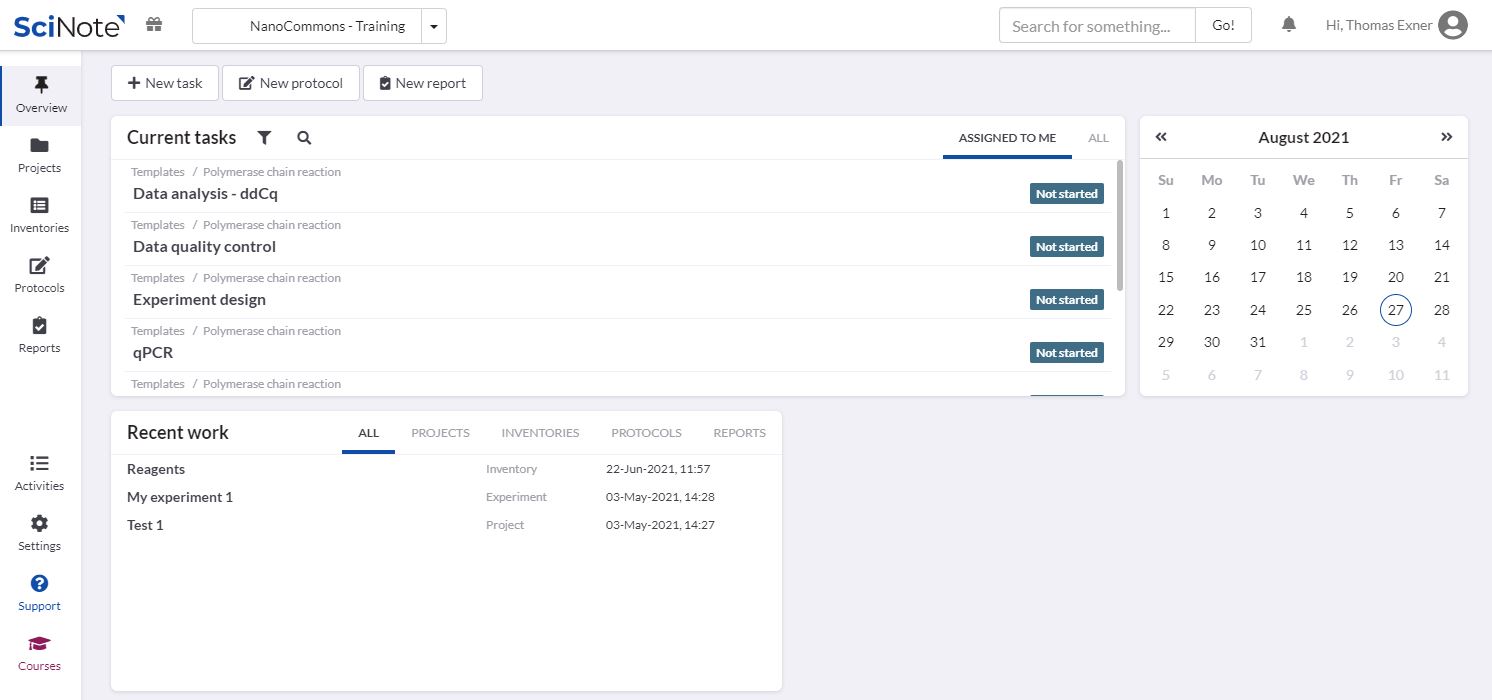 SciNote
NanoCommons - Training
Search for something...
Go!
Hi, Thomas Exner
Overview
Projects
Inventories
Protocols
Reports
Activities
Settings
Support
Courses
New task
New protocol
New report
Current tasks
ASSIGNED TO ME
ALL
Templates / Polymerase chain reaction
Data analysis - ddCq
Not started
Templates / Polymerase chain reaction
Data quality control
Not started
Templates / Polymerase chain reaction
Experiment design
Not started
Templates / Polymerase chain reaction
qPCR
Not started
Templates / Polymerase chain reaction
August 2021
Su Mo Tu We Th Fr Sa
1 2 3 4 5 6 7
8 9 10 11 12 13 14
15 16 17 18 19 20 21
22 23 24 25 26 27 28
29 30 31 1 2 3 4
5 6 7 8 9 10 11
Recent work
ALL PROJECTS INVENTORIES PROTOCOLS REPORTS
Reagents Inventory 22-Jun-2021, 11:57
My experiment 1 Experiment 03-May-2021, 14:28
Test 1 Project 03-May-2021, 14:27